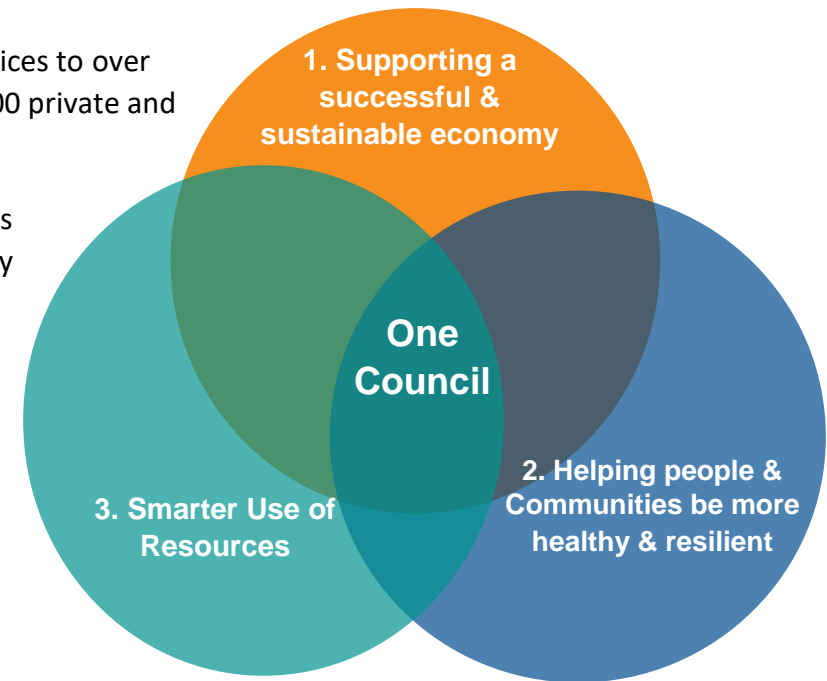 ices to over
00 private and
s
y
1. Supporting a
successful &
sustainable economy
One
Council
2. Helping people &
Communities be more
healthy & resilient
3. Smarter Use of
Resources